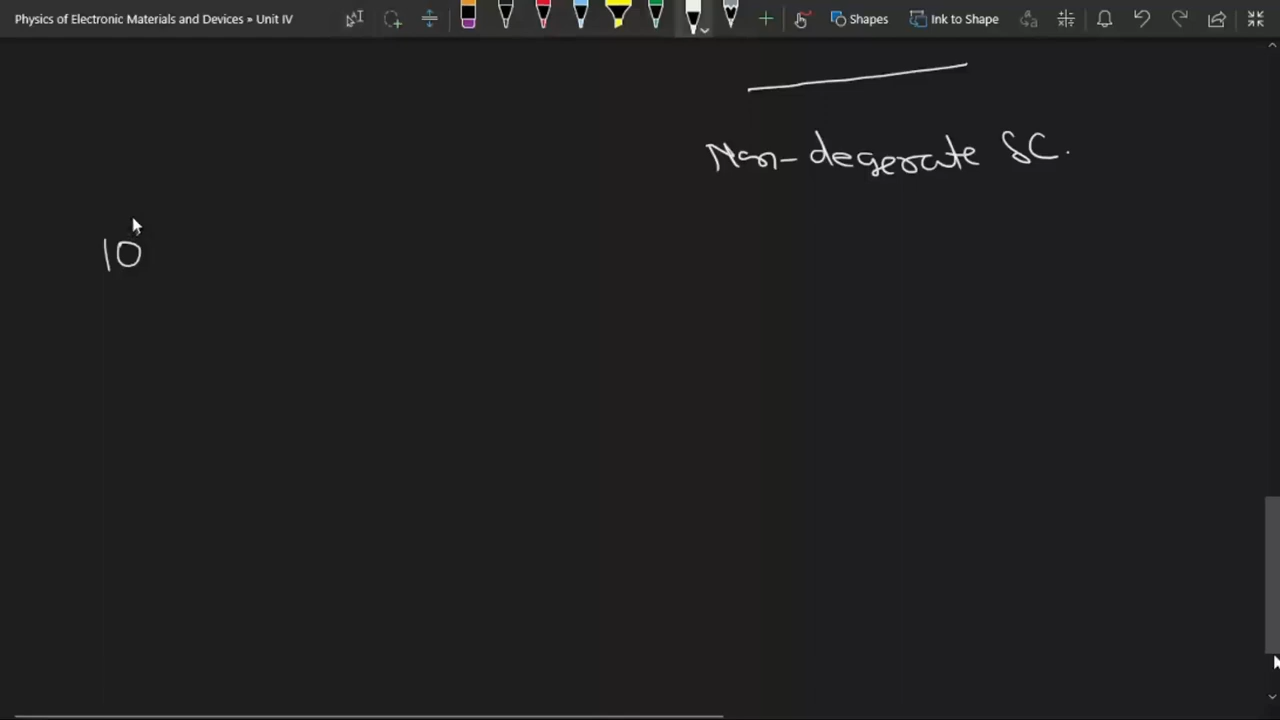 Physics of Electronic Materials and Devices » Unit IV
Shapes
Ink to Shape
Non-degerate SC.
10